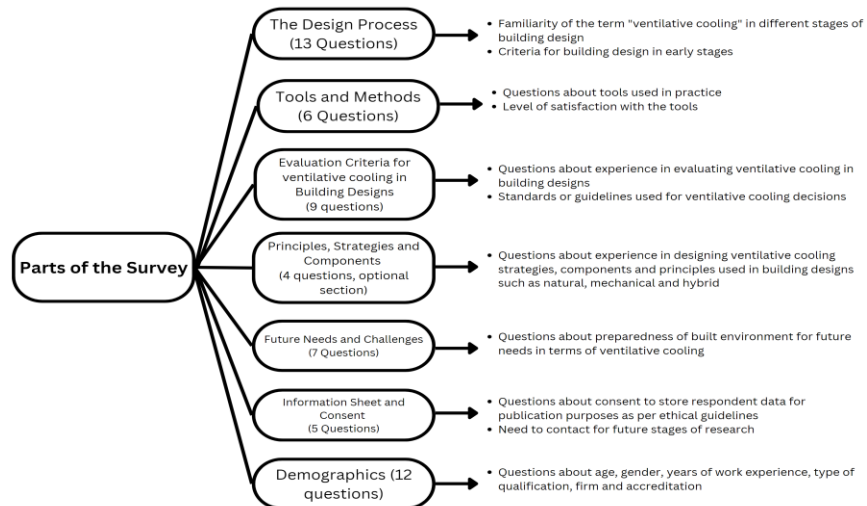 Parts of the Survey
The Design Process
(13 Questions)
• Familiarity of the term "ventilative cooling" in different stages of
building design
• Criteria for building design in early stages
Tools and Methods
(6 Questions)
• Questions about tools used in practice
• Level of satisfaction with the tools
Evaluation Criteria for
ventilative cooling in
Building Designs
(9 questions)
• Questions about experience in evaluating ventilative cooling in
building designs
• Standards or guidelines used for ventilative cooling decisions
Principles, Strategies and
Components
(4 questions, optional
section)
• Questions about experience in designing ventilative cooling
strategies, components and principles used in building designs
such as natural, mechanical and hybrid
Future Needs and Challenges
(7 Questions)
• Questions about preparedness of built environment for future
needs in terms of ventilative cooling
Information Sheet and
Consent
(5 Questions)
• Questions about consent to store respondent data for
publication purposes as per ethical guidelines
• Need to contact for future stages of research
Demographics (12
questions)
• Questions about age, gender, years of work experience, type of
qualification, firm and accreditation